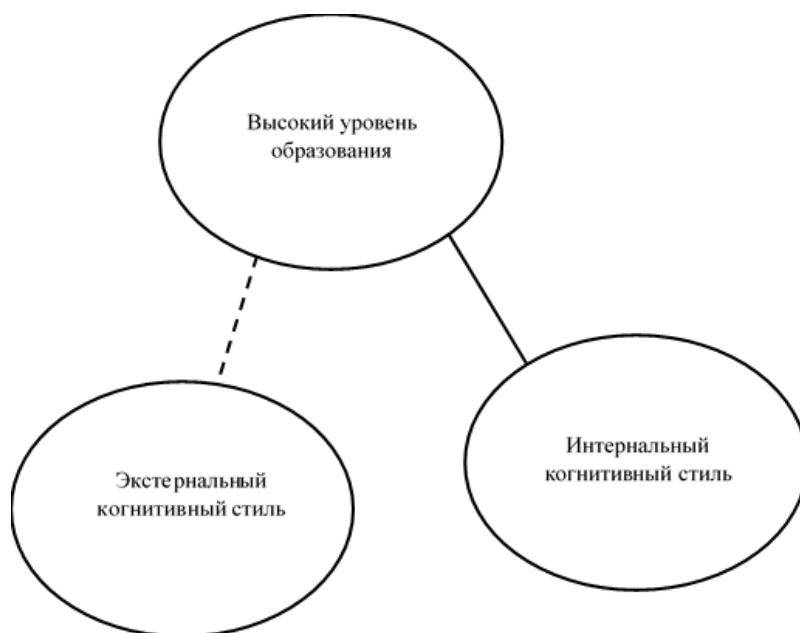 Высокий уровень
образования
Экстернальный
когнитивный стиль
Интернальный
когнитивный стиль